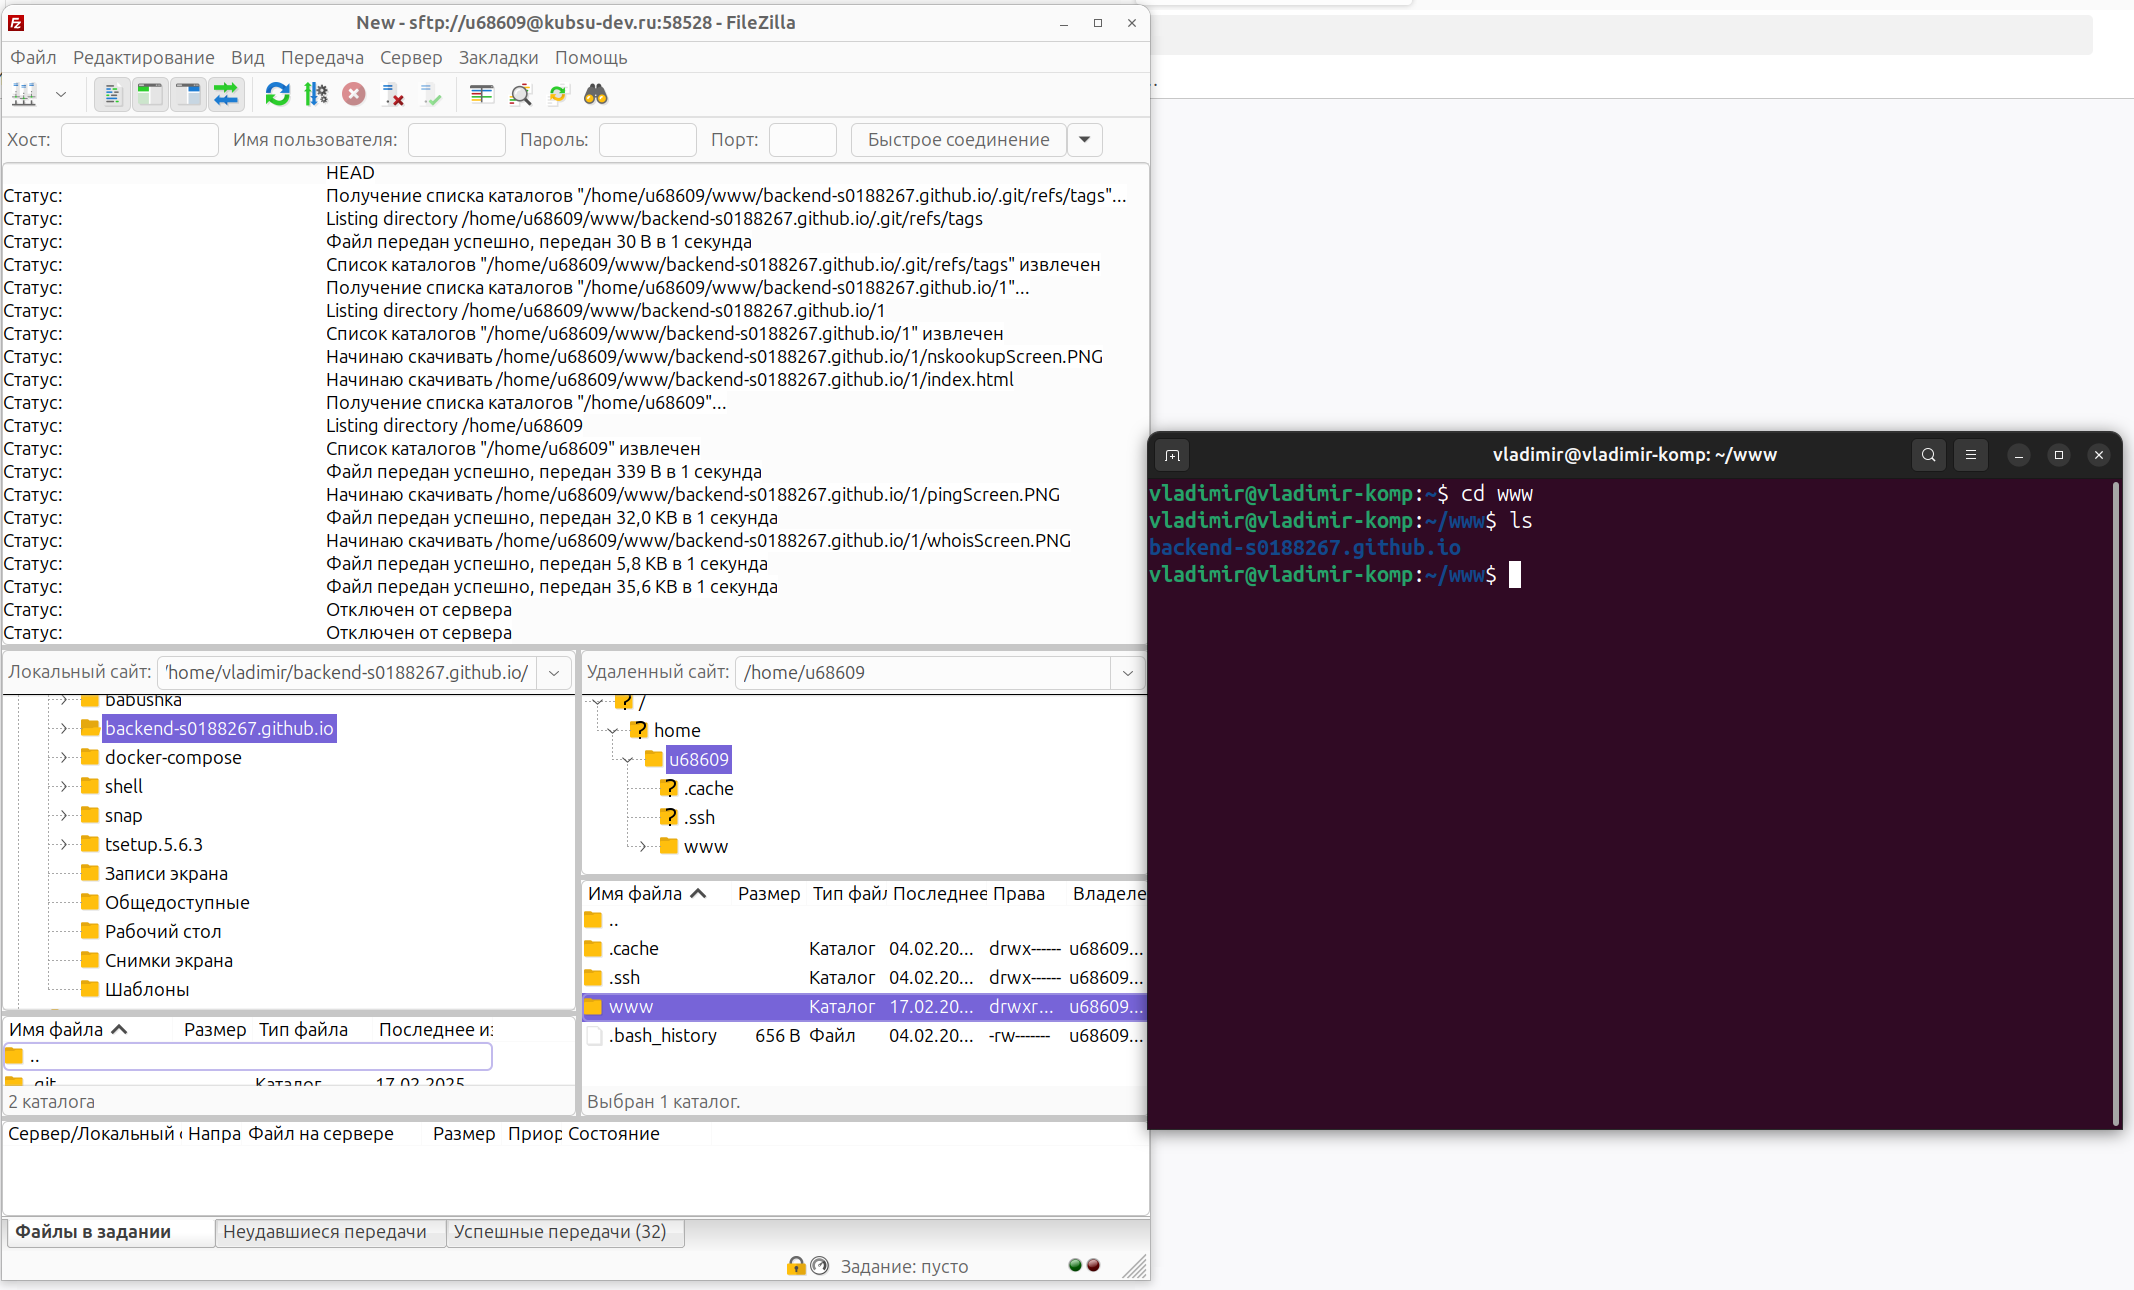 New - sftp://u68609@kubsu-dev.ru:58528 - FileZilla
Файл Редактирование Вид Передача Сервер Закладки Помощь
Хост: Имя пользователя: Пароль: Порт: Быстрое соединение
HEAD
Статус: Получение списка каталогов "/home/u68609/www/backend-s0188267.github.io/.git/refs/tags"...
Статус: Listing directory /home/u68609/www/backend-s0188267.github.io/.git/refs/tags
Статус: Файл передан успешно, передан 30 B в 1 секунда
Статус: Список каталогов "/home/u68609/www/backend-s0188267.github.io/.git/refs/tags" извлечен
Статус: Получение списка каталогов "/home/u68609/www/backend-s0188267.github.io/1"...
Статус: Listing directory /home/u68609/www/backend-s0188267.github.io/1
Статус: Список каталогов "/home/u68609/www/backend-s0188267.github.io/1" извлечен
Статус: Начинаю скачивать /home/u68609/www/backend-s0188267.github.io/1/nskookupScreen.PNG
Статус: Начинаю скачивать /home/u68609/www/backend-s0188267.github.io/1/index.html
Статус: Получение списка каталогов "/home/u68609"...
Статус: Listing directory /home/u68609
Статус: Список каталогов "/home/u68609" извлечен
Статус: Файл передан успешно, передан 339 B в 1 секунда
Статус: Начинаю скачивать /home/u68609/www/backend-s0188267.github.io/1/pingScreen.PNG
Статус: Файл передан успешно, передан 32,0 KB в 1 секунда
Статус: Начинаю скачивать /home/u68609/www/backend-s0188267.github.io/1/whoisScreen.PNG
Статус: Файл передан успешно, передан 5,8 KB в 1 секунда
Статус: Файл передан успешно, передан 35,6 KB в 1 секунда
Статус: Отключен от сервера
Статус: Отключен от сервера
Локальный сайт: /home/vladimir/backend-s0188267.github.io/
babushka
backend-s0188267.github.io
docker-compose
shell
snap
tsetup.5.6.3
Записи экрана
Общедоступные
Рабочий стол
Снимки экрана
Шаблоны
Имя файла Размер Тип файла Последнее из
..
.git Каталог 17.02.2025
2 каталога
Удаленный сайт: /home/u68609
/
home
u68609
.cache
.ssh
www
Имя файла Размер Тип файл Последнее Права Владеле
..
.cache Каталог 04.02.20... drwx------ u68609...
.ssh Каталог 04.02.20... drwx------ u68609...
www Каталог 17.02.20... drwxr... u68609...
.bash_history 656 B Файл 04.02.20... -rw------- u68609...
Выбран 1 каталог.
Сервер/Локальный Напра Файл на сервере Размер Приор Состояние
Файлы в задании Неудавшиеся передачи Успешные передачи (32)
Задание: пусто
vladimir@vladimir-komp: ~/www
vladimir@vladimir-komp:~$ cd www
vladimir@vladimir-komp:~/www$ ls
backend-s0188267.github.io
vladimir@vladimir-komp:~/www$